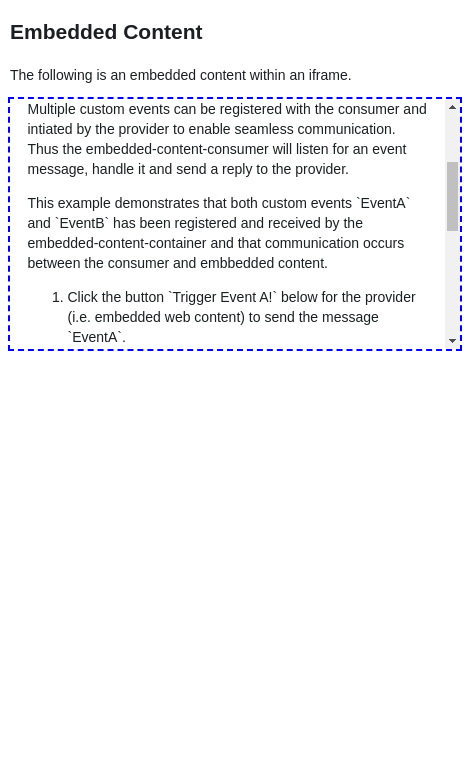 Embedded Content
The following is an embedded content within an iframe.
Multiple custom events can be registered with the consumer and
intiated by the provider to enable seamless communication.
Thus the embedded-content-consumer will listen for an event
message, handle it and send a reply to the provider.
This example demonstrates that both custom events `EventA`
and `EventB` has been registered and received by the
embedded-content-container and that communication occurs
between the consumer and embbedded content.
1. Click the button `Trigger Event A!` below for the provider
(i.e. embedded web content) to send the message
`EventA`.